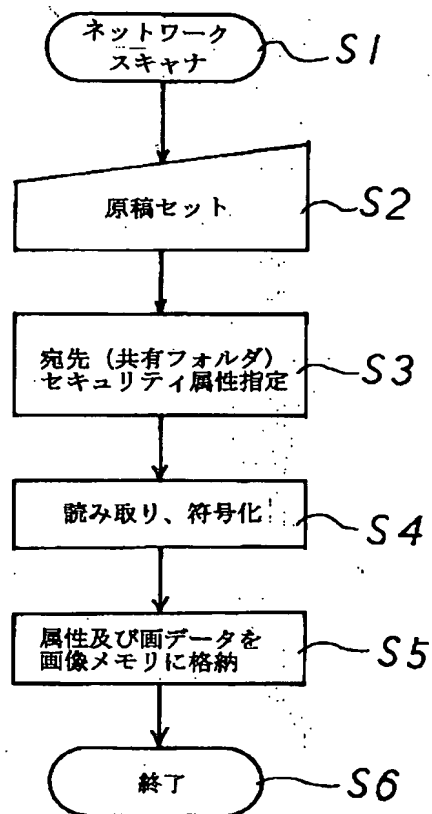 ネットワーク
スキャナ
S1
原稿セット
S2
宛先（共有フォルダ）
セキュリティ属性指定
S3
読み取り、符号化
S4
属性及び画データを
画像メモリに格納
S5
終了
S6